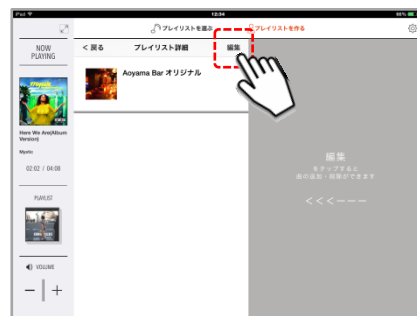 iPad
12:34
88%
プレイリストを選ぶ
プレイリストを作る
NOW
PLAYING
< 戻る
プレイリスト詳細
編集
Aoyama Bar オリジナル
Here We Are(Album
Version)
Mystic
02:02 / 04:08
PLAYLIST
VOLUME
− | +
編集
をタップすると
曲の追加・削除ができます
<<<−−−